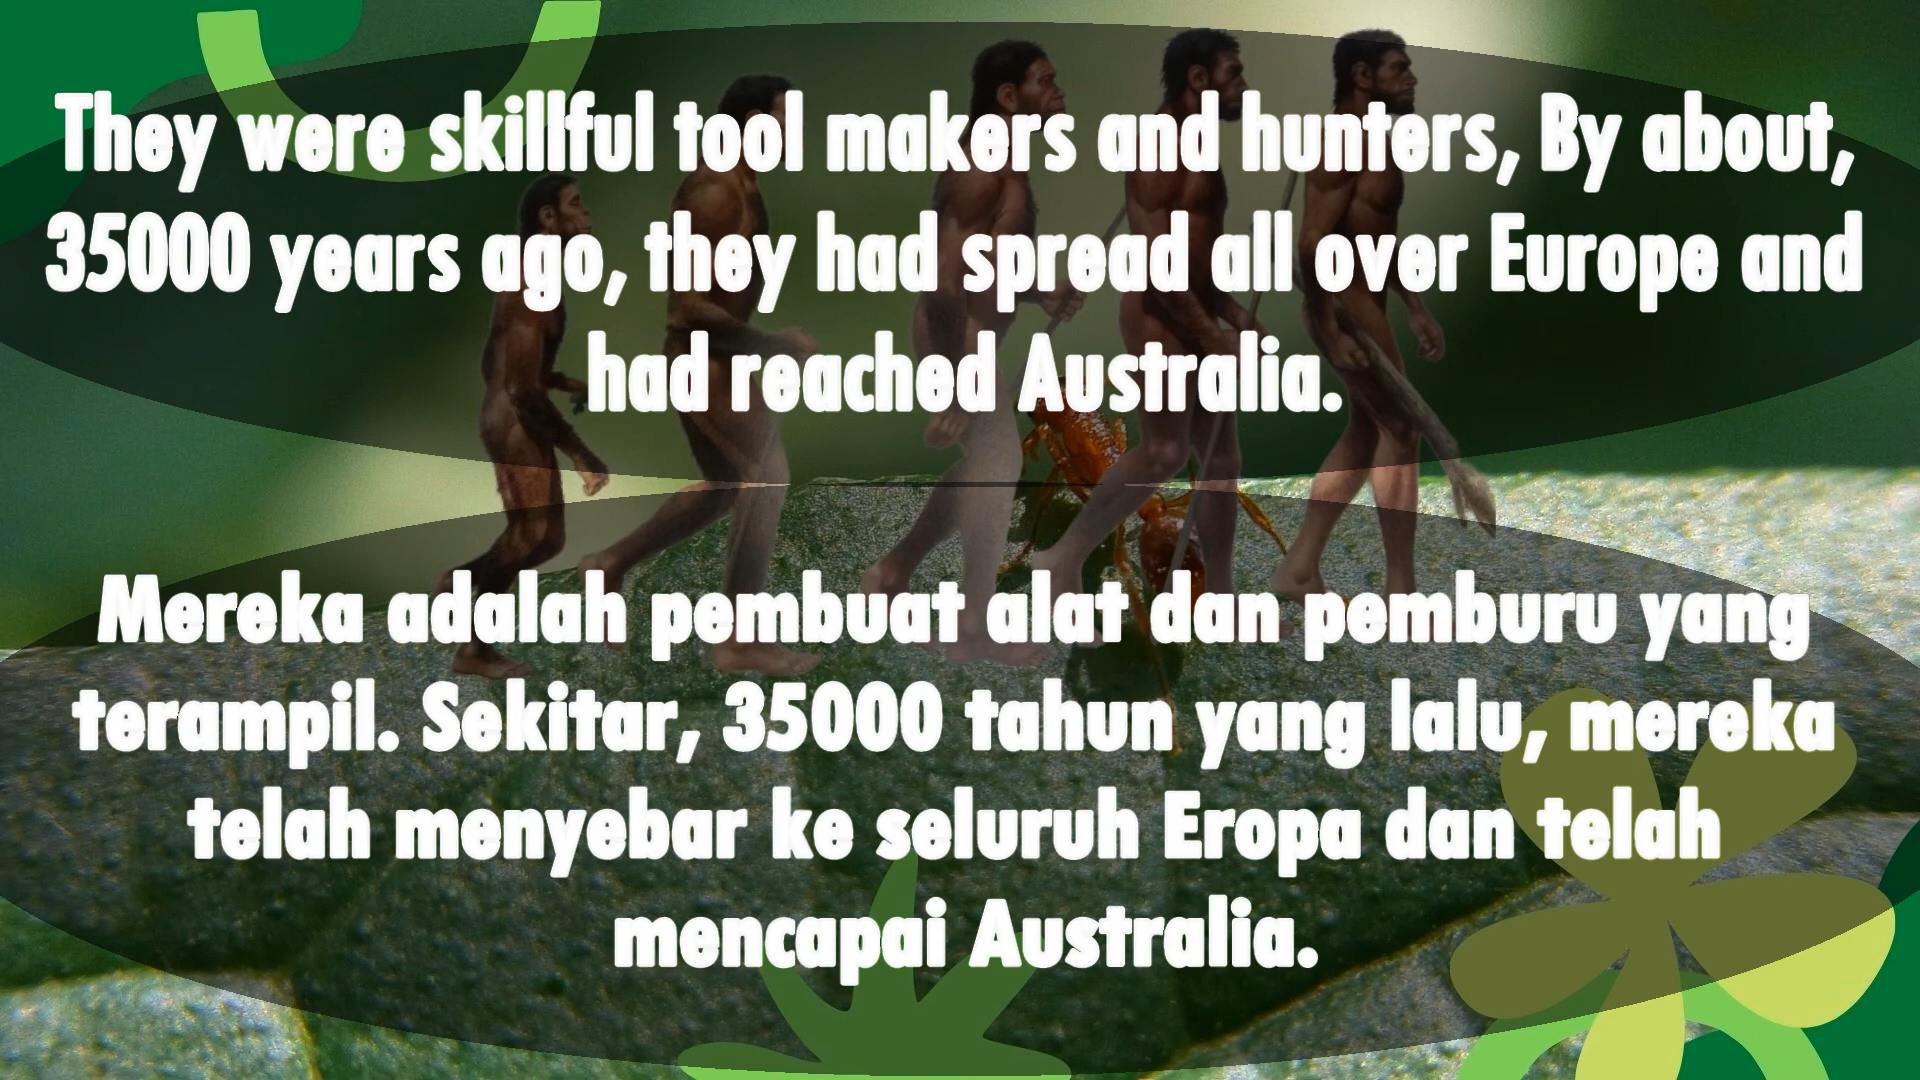 They were skillful tool makers and hunters, By about,
35000 years ago, they had spread all over Europe and
had reached Australia.
Mereka adalah pembuat alat dan pemburu yang
terampil. Sekitar, 35000 tahun yang lalu, mereka
telah menyebar ke seluruh Eropa dan telah
mencapai Australia.